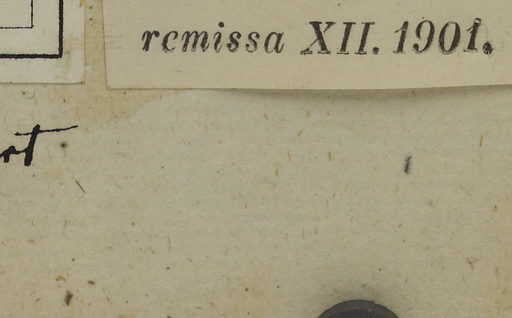 remissa XII. 1901.